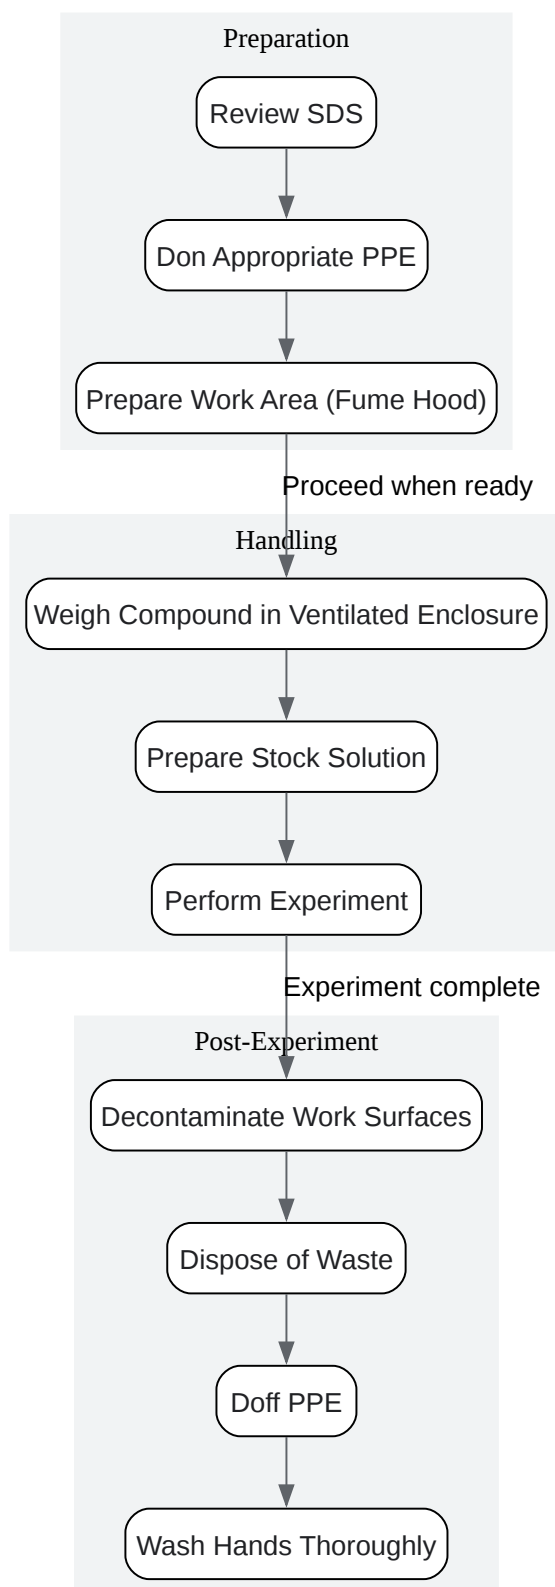 Preparation
Review SDS
Don Appropriate PPE
Prepare Work Area (Fume Hood)
Proceed when ready
Handling
Weigh Compound in Ventilated Enclosure
Prepare Stock Solution
Perform Experiment
Experiment complete
Post-Experiment
Decontaminate Work Surfaces
Dispose of Waste
Doff PPE
Wash Hands Thoroughly